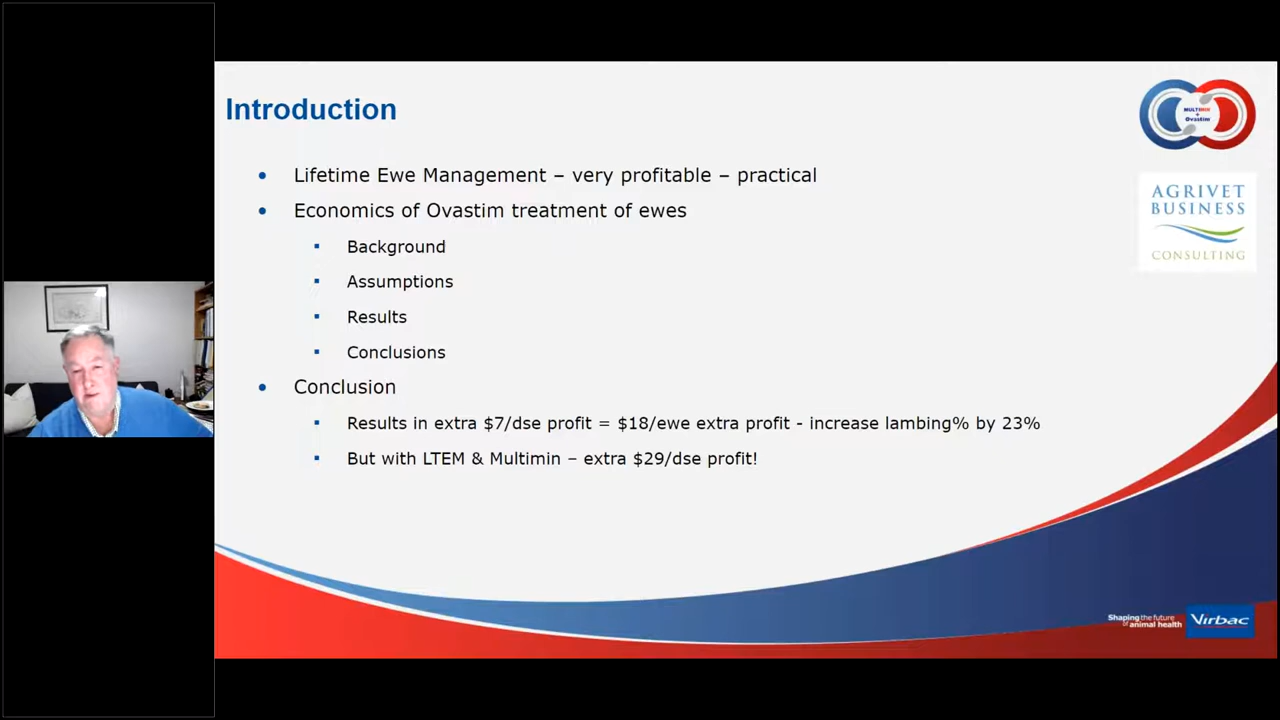 Introduction
Lifetime Ewe Management – very profitable – practical
Economics of Ovastim treatment of ewes
Background
Assumptions
Results
Conclusions
Conclusion
Results in extra $7/dse profit = $18/ewe extra profit - increase lambing% by 23%
But with LTEM & Multimin – extra $29/dse profit!
MULTIMIN
+
Ovastim
AGRIVET
BUSINESS
CONSULTING
Shaping the future
of animal health
Virbac